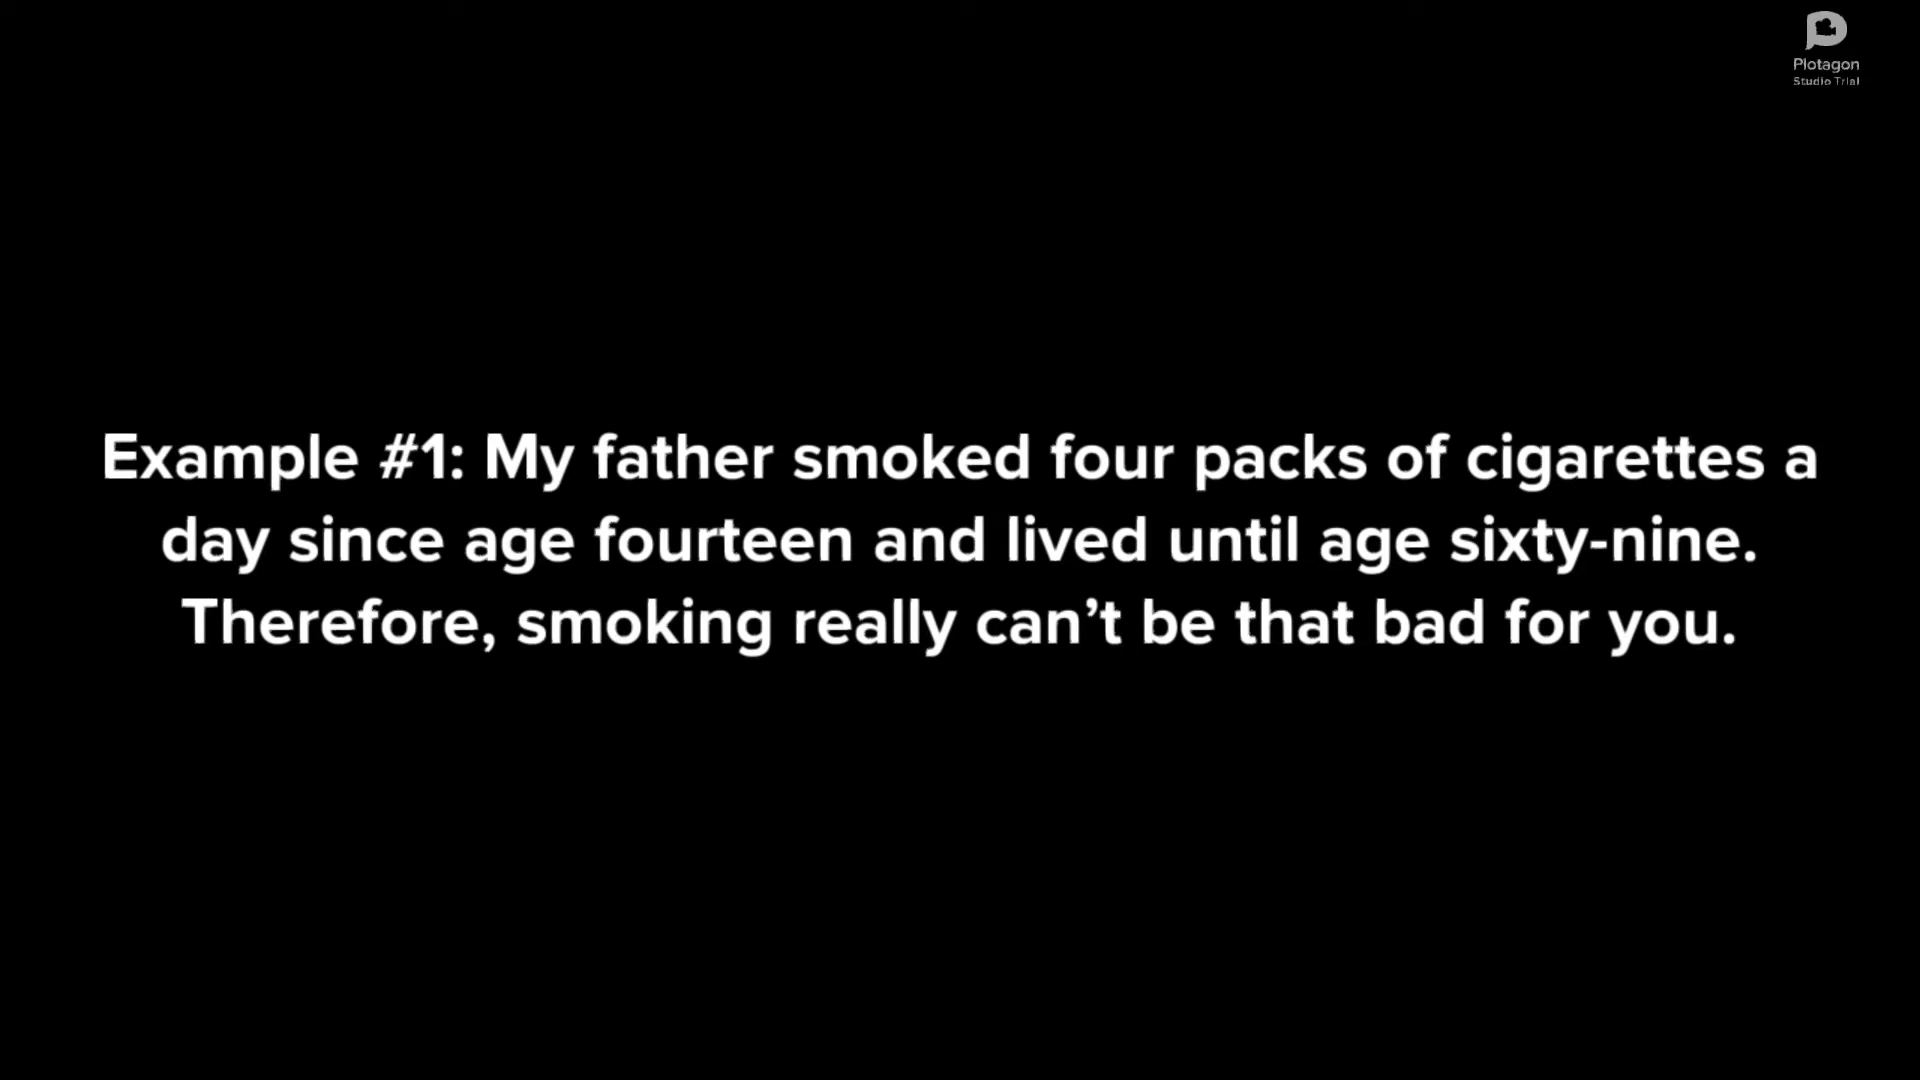 Plotagon
Studio Trial
Example #1: My father smoked four packs of cigarettes a
day since age fourteen and lived until age sixty-nine.
Therefore, smoking really can’t be that bad for you.